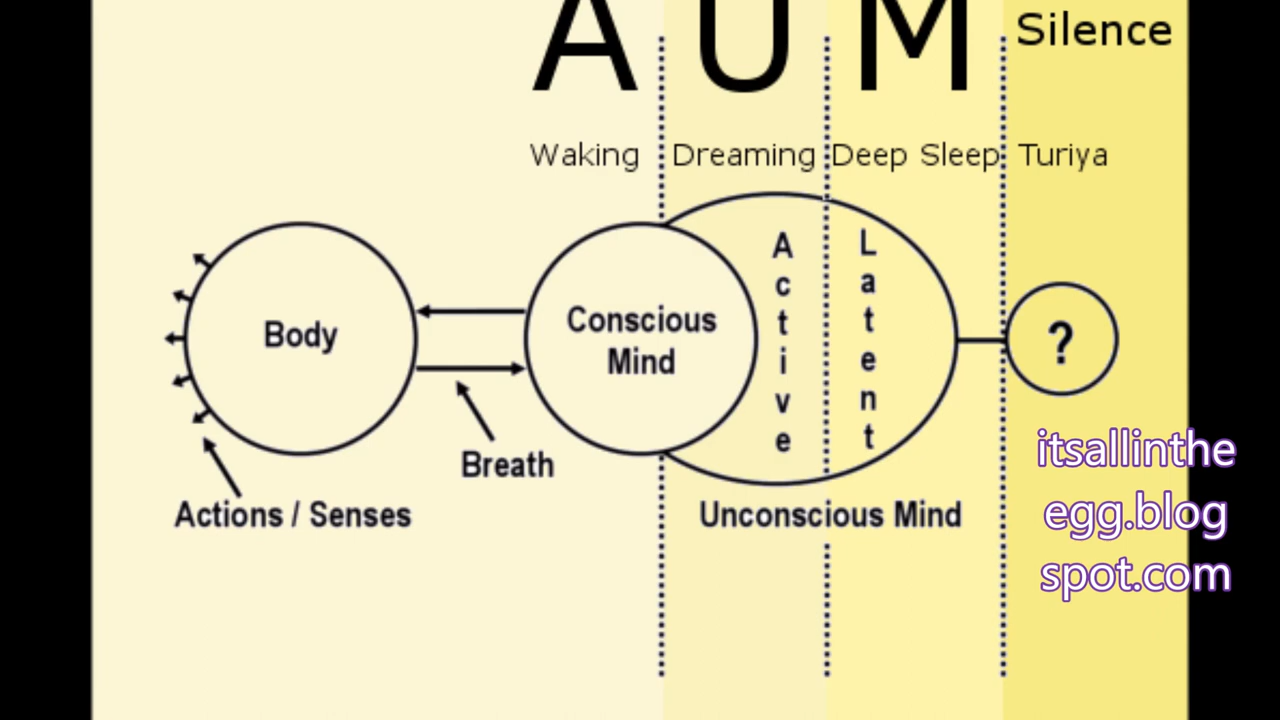 A U M Silence
Waking Dreaming Deep Sleep Turiya
Body
Conscious
Mind
Active
Latent
?
Breath
Actions / Senses
Unconscious Mind
itsallinthe
egg.blog
spot.com